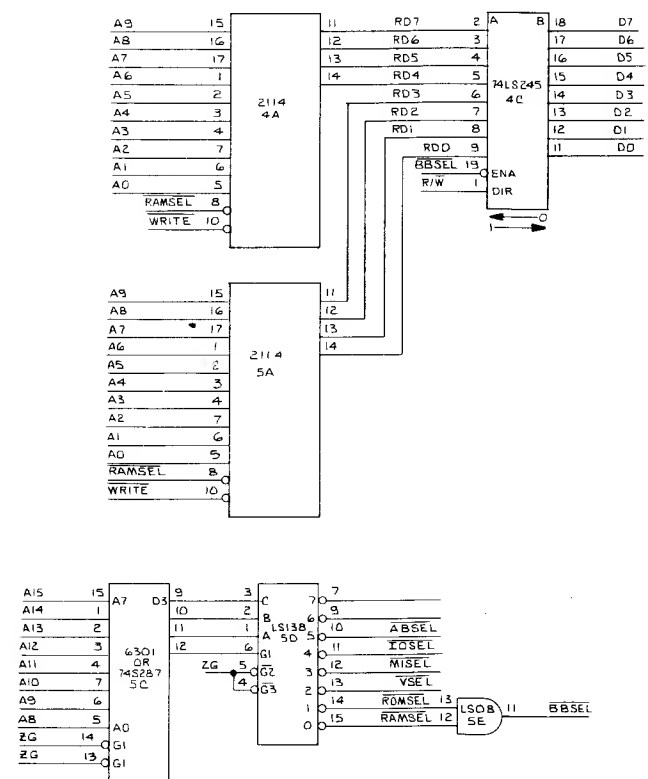 A9 15 11 RD7 2 A B 18 D7
A8 16 12 RD6 3 17 D6
A7 17 13 RD5 4 16 D5
A6 1 14 RD4 5 74LS245 15 D4
A5 2 2114 RD3 6 4C 14 D3
A4 3 4A RD2 7 13 D2
A3 4 RD1 8 12 D1
A2 7 RD0 9 11 D0
A1 6 BBSEL 19 ENA
A0 5 R/W 1 DIR
RAMSEL 8 0
WRITE 10 1
A9 15 11
A8 16 12
A7 17 13
A6 1 14
A5 2 2114
A4 3 5A
A3 4
A2 7
A1 6
A0 5
RAMSEL 8
WRITE 10
A15 15 A7 D3 9 3 C 7 7
A14 1 10 2 B 6 9
A13 2 11 1 A LS138 5 10 ABSEL
A12 3 6301 12 6 G1 5D 4 11 IOSEL
A11 4 OR ZG 5 G2 3 12 MISEL
A10 7 74S287 4 G3 2 13 VSEL
A9 6 5C 1 14 ROMSEL 13 LS08 11 BBSEL
A8 5 A0 0 15 RAMSEL 12 5E
ZG 14 G1
ZG 13 G1